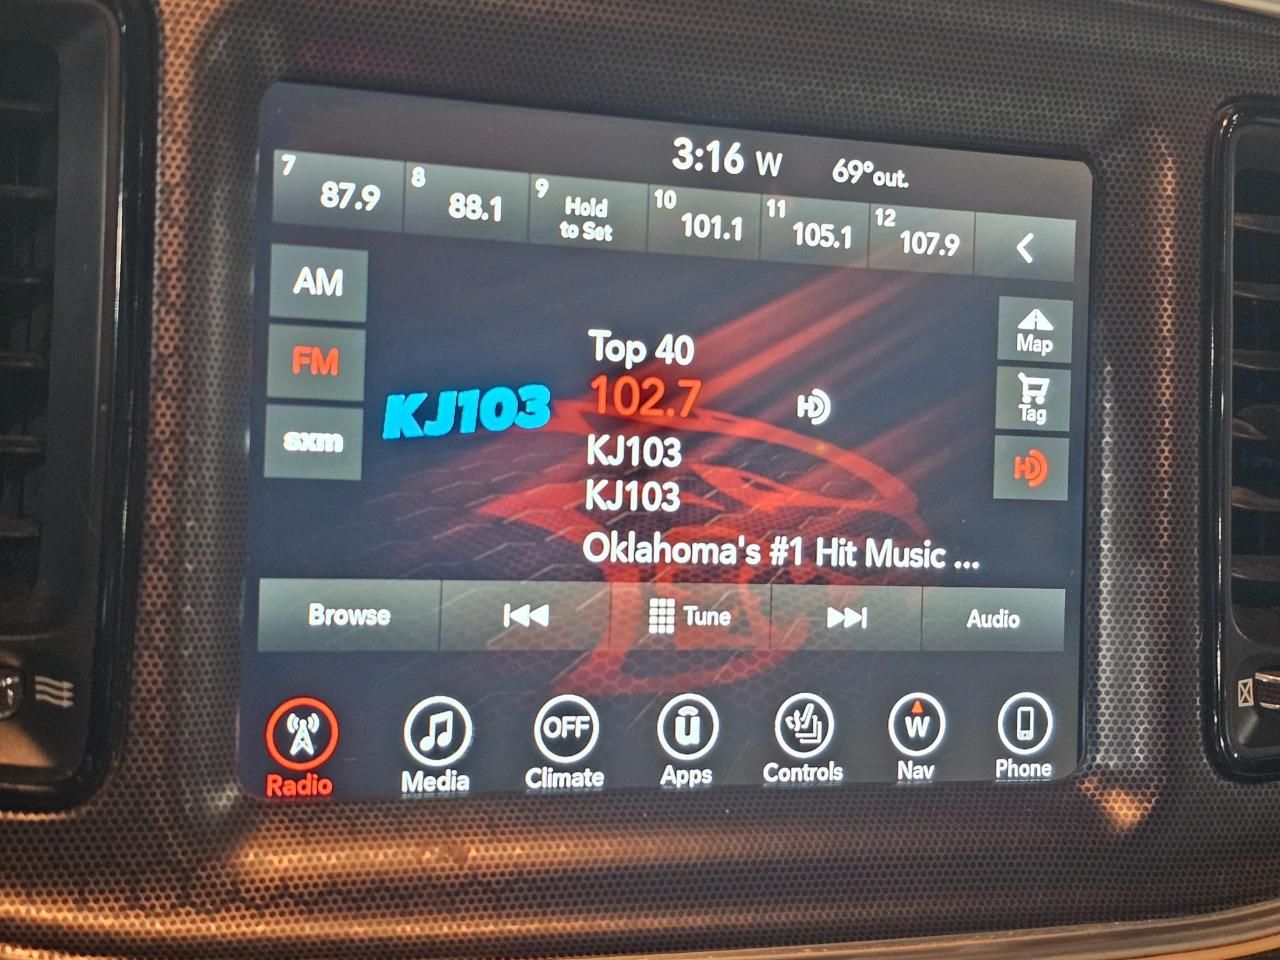 3:16 W 69°out.
7 87.9
8 88.1
9 Hold
to Set
10 101.1
11 105.1
12 107.9
AM
FM
sxm
KJ103
Top 40
102.7
HD
KJ103
KJ103
Oklahoma's #1 Hit Music ...
Map
Tag
HD
Browse
Tune
Audio
OFF
u
W
Radio
Media
Climate
Apps
Controls
Nav
Phone